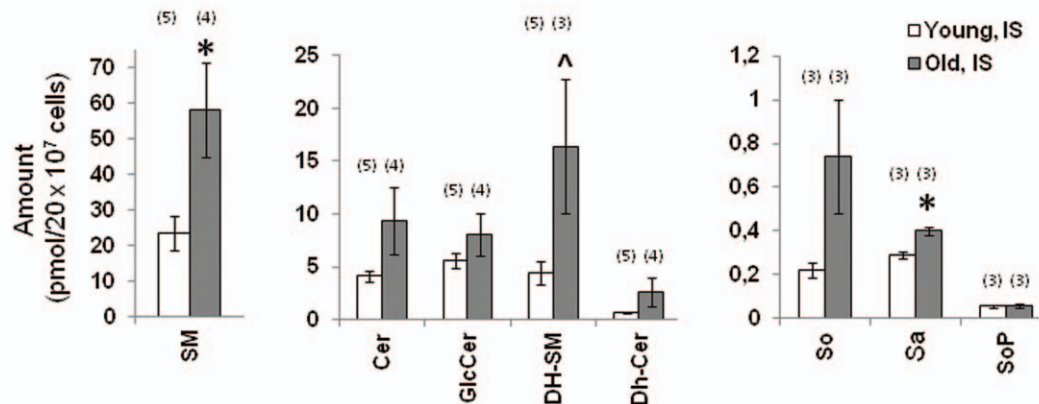 (5) (4)
*
70
60
50
40
30
20
10
0
Amount
(pmol/20 x 10⁷ cells)
SM
(5) (3)
^
25
20
15
10
5
0
(5) (4)
(5) (4)
(5) (4)
Cer
GlcCer
DH-SM
Dh-Cer
Young, IS
Old, IS
1,2
1
0,8
0,6
0,4
0,2
0
(3) (3)
(3) (3)
*
(3) (3)
So
Sa
SoP